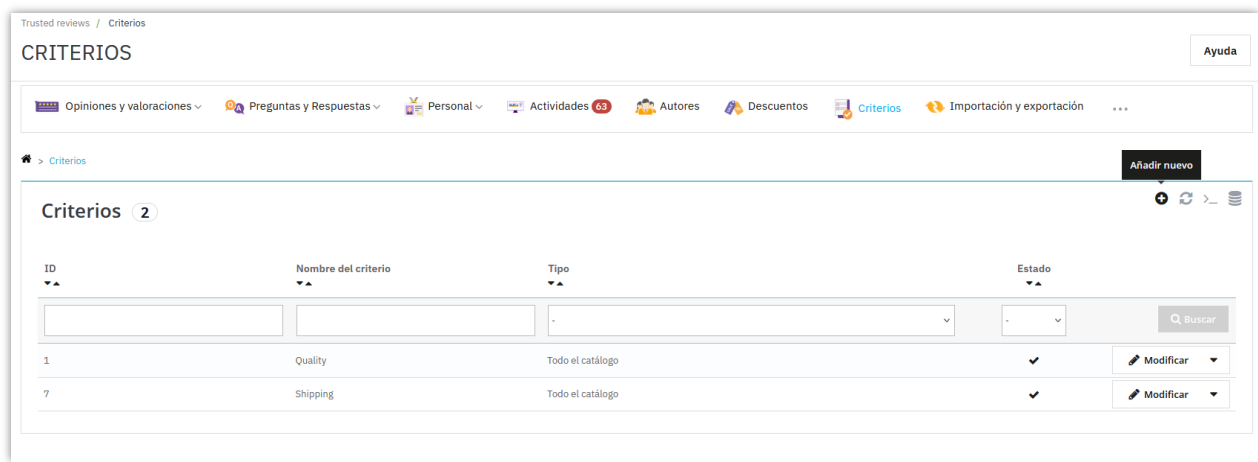 Trusted reviews / Criterios
CRITERIOS
Ayuda
Opiniones y valoraciones Preguntas y Respuestas Personal Actividades 63 Autores Descuentos Criterios Importación y exportación ...
> Criterios
Añadir nuevo
Criterios 2
ID Nombre del criterio Tipo Estado
- - Buscar
1 Quality Todo el catálogo Modificar
7 Shipping Todo el catálogo Modificar